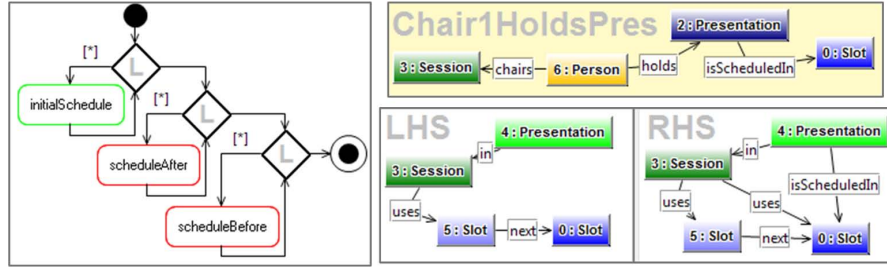 [*]
L
initialSchedule
[*]
L
scheduleAfter
[*]
L
scheduleBefore
Chair1HoldsPres
2:Presentation
3:Session
chairs
6:Person
holds
isScheduledIn
0:Slot
LHS
4:Presentation
in
3:Session
uses
5:Slot
next
0:Slot
RHS
4:Presentation
in
3:Session
isScheduledIn
uses
uses
5:Slot
next
0:Slot